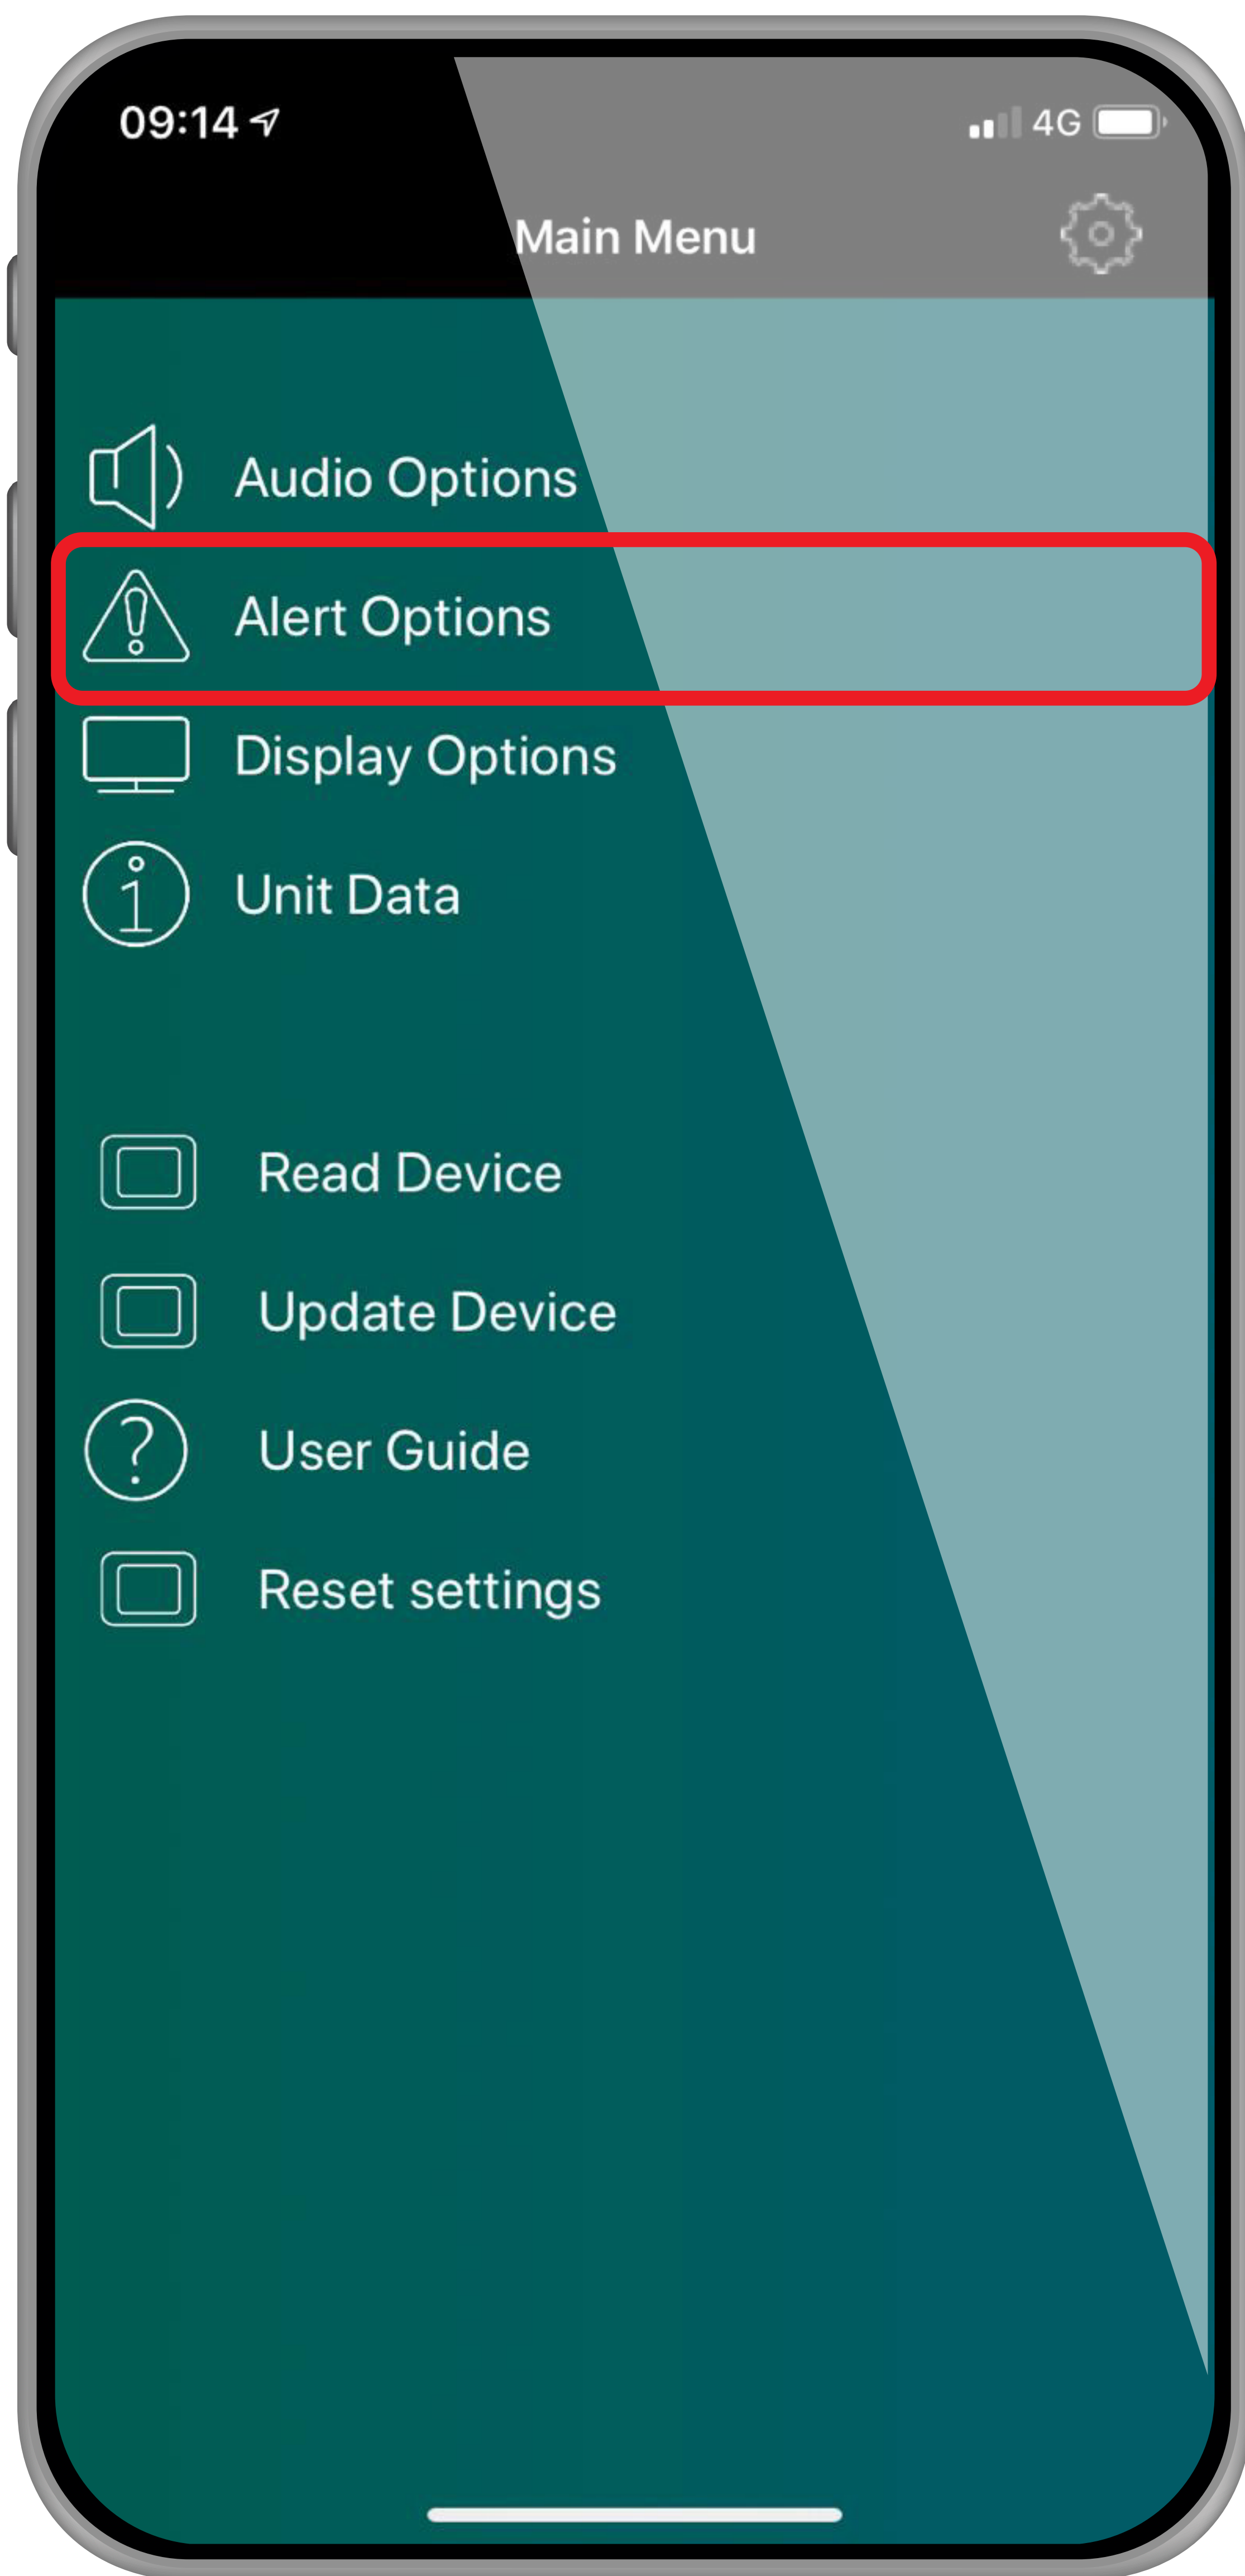 09:14
4G
Main Menu
Audio Options
Alert Options
Display Options
Unit Data
Read Device
Update Device
User Guide
Reset settings